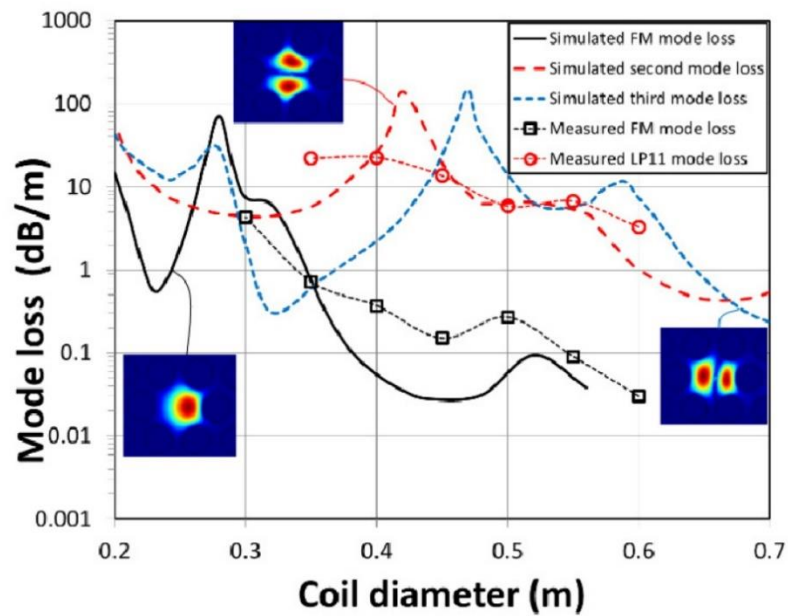 1000
100
10
1
0.1
0.01
0.001
Mode loss (dB/m)
Simulated FM mode loss
Simulated second mode loss
Simulated third mode loss
Measured FM mode loss
Measured LP11 mode loss
0.2 0.3 0.4 0.5 0.6 0.7
Coil diameter (m)